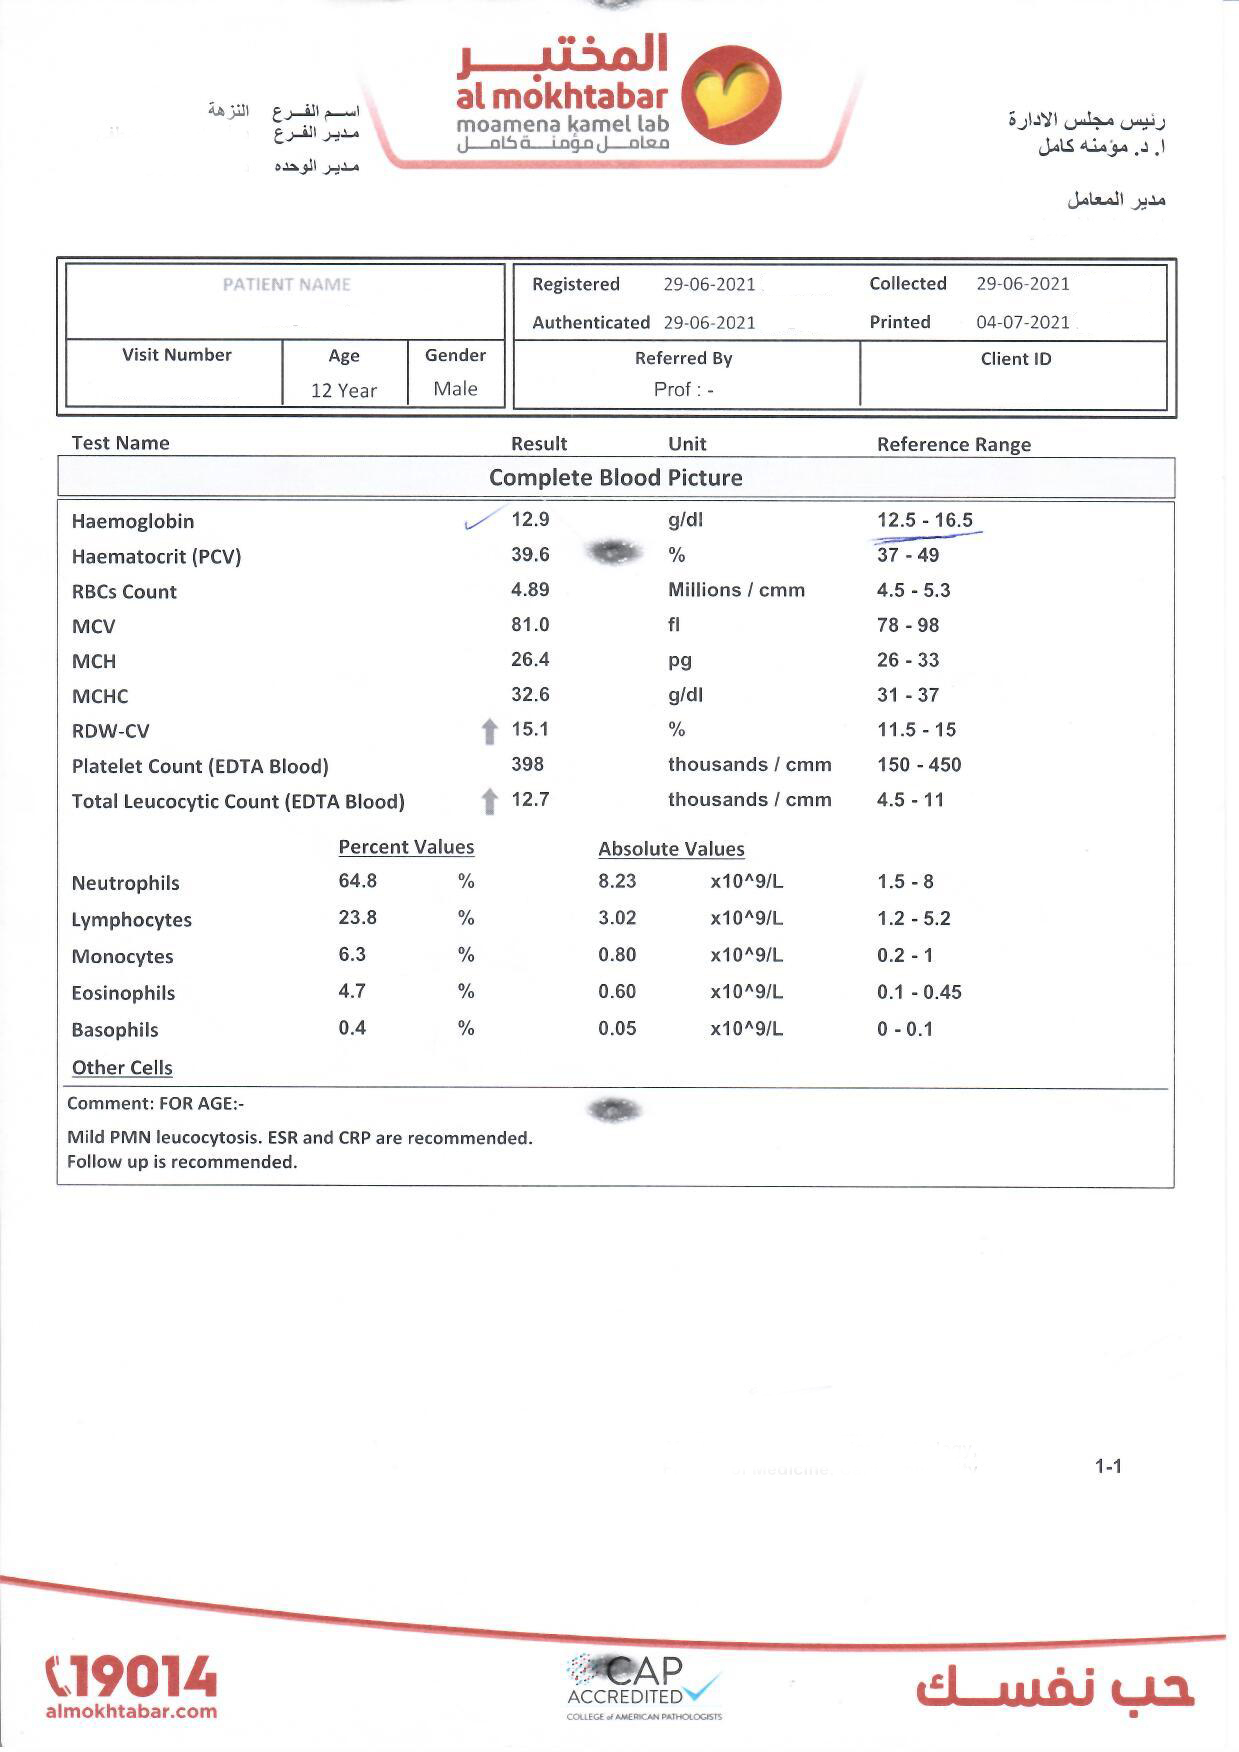 المختبر
al mokhtabar
moamena kamel lab
معامل مؤمنة كامل
اسم الفرع النزهة
مدير الفرع
مدير الوحده
رئيس مجلس الادارة
ا. د. مؤمنه كامل
مدير المعامل
PATIENT NAME
Registered 29-06-2021 Collected 29-06-2021
Authenticated 29-06-2021 Printed 04-07-2021
Visit Number Age Gender Referred By Client ID
12 Year Male Prof : -
Test Name Result Unit Reference Range
Complete Blood Picture
Haemoglobin 12.9 g/dl 12.5 - 16.5
Haematocrit (PCV) 39.6 % 37 - 49
RBCs Count 4.89 Millions / cmm 4.5 - 5.3
MCV 81.0 fl 78 - 98
MCH 26.4 pg 26 - 33
MCHC 32.6 g/dl 31 - 37
RDW-CV 15.1 % 11.5 - 15
Platelet Count (EDTA Blood) 398 thousands / cmm 150 - 450
Total Leucocytic Count (EDTA Blood) 12.7 thousands / cmm 4.5 - 11
Percent Values Absolute Values
Neutrophils 64.8 % 8.23 x10^9/L 1.5 - 8
Lymphocytes 23.8 % 3.02 x10^9/L 1.2 - 5.2
Monocytes 6.3 % 0.80 x10^9/L 0.2 - 1
Eosinophils 4.7 % 0.60 x10^9/L 0.1 - 0.45
Basophils 0.4 % 0.05 x10^9/L 0 - 0.1
Other Cells
Comment: FOR AGE:-
Mild PMN leucocytosis. ESR and CRP are recommended.
Follow up is recommended.
of Medicine.
1-1
19014
almokhtabar.com
CAP
ACCREDITED
COLLEGE of AMERICAN PATHOLOGISTS
حب نفسك